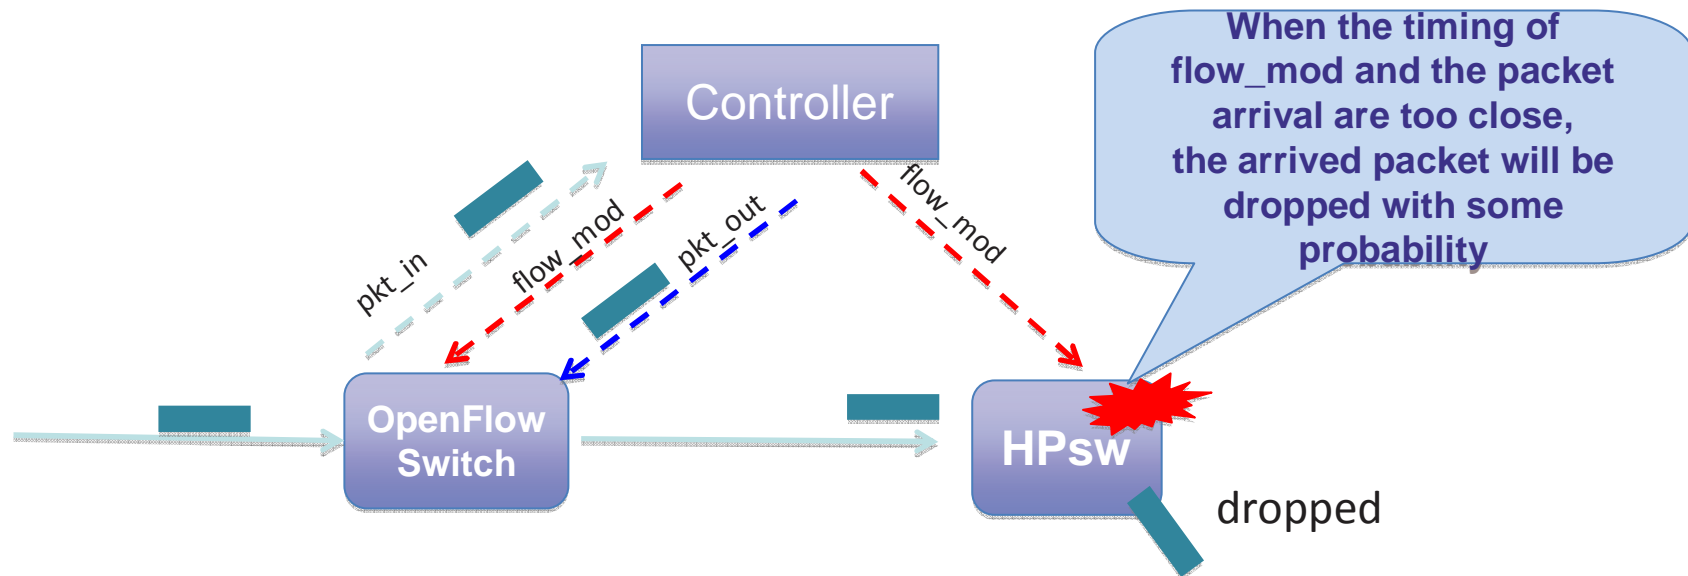 When the timing of
flow_mod and the packet
arrival are too close,
the arrived packet will be
dropped with some
probability
Controller
pkt_in
flow_mod
pkt_out
flow_mod
OpenFlow
Switch
HPsw
dropped